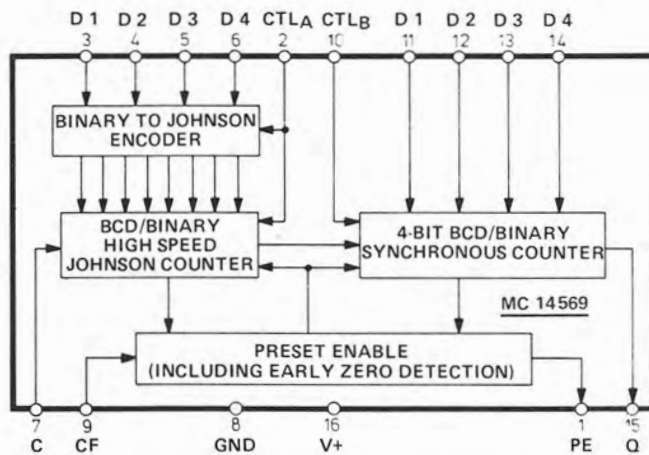 D 1 D 2 D 3 D 4 CTLA CTLB D 1 D 2 D 3 D 4
3 4 5 6 2 10 11 12 13 14
BINARY TO JOHNSON
ENCODER
BCD/BINARY
HIGH SPEED
JOHNSON COUNTER
4-BIT BCD/BINARY
SYNCHRONOUS COUNTER
MC 14569
PRESET ENABLE
(INCLUDING EARLY ZERO DETECTION)
7 9 8 16 1 15
C CF GND V+ PE Q